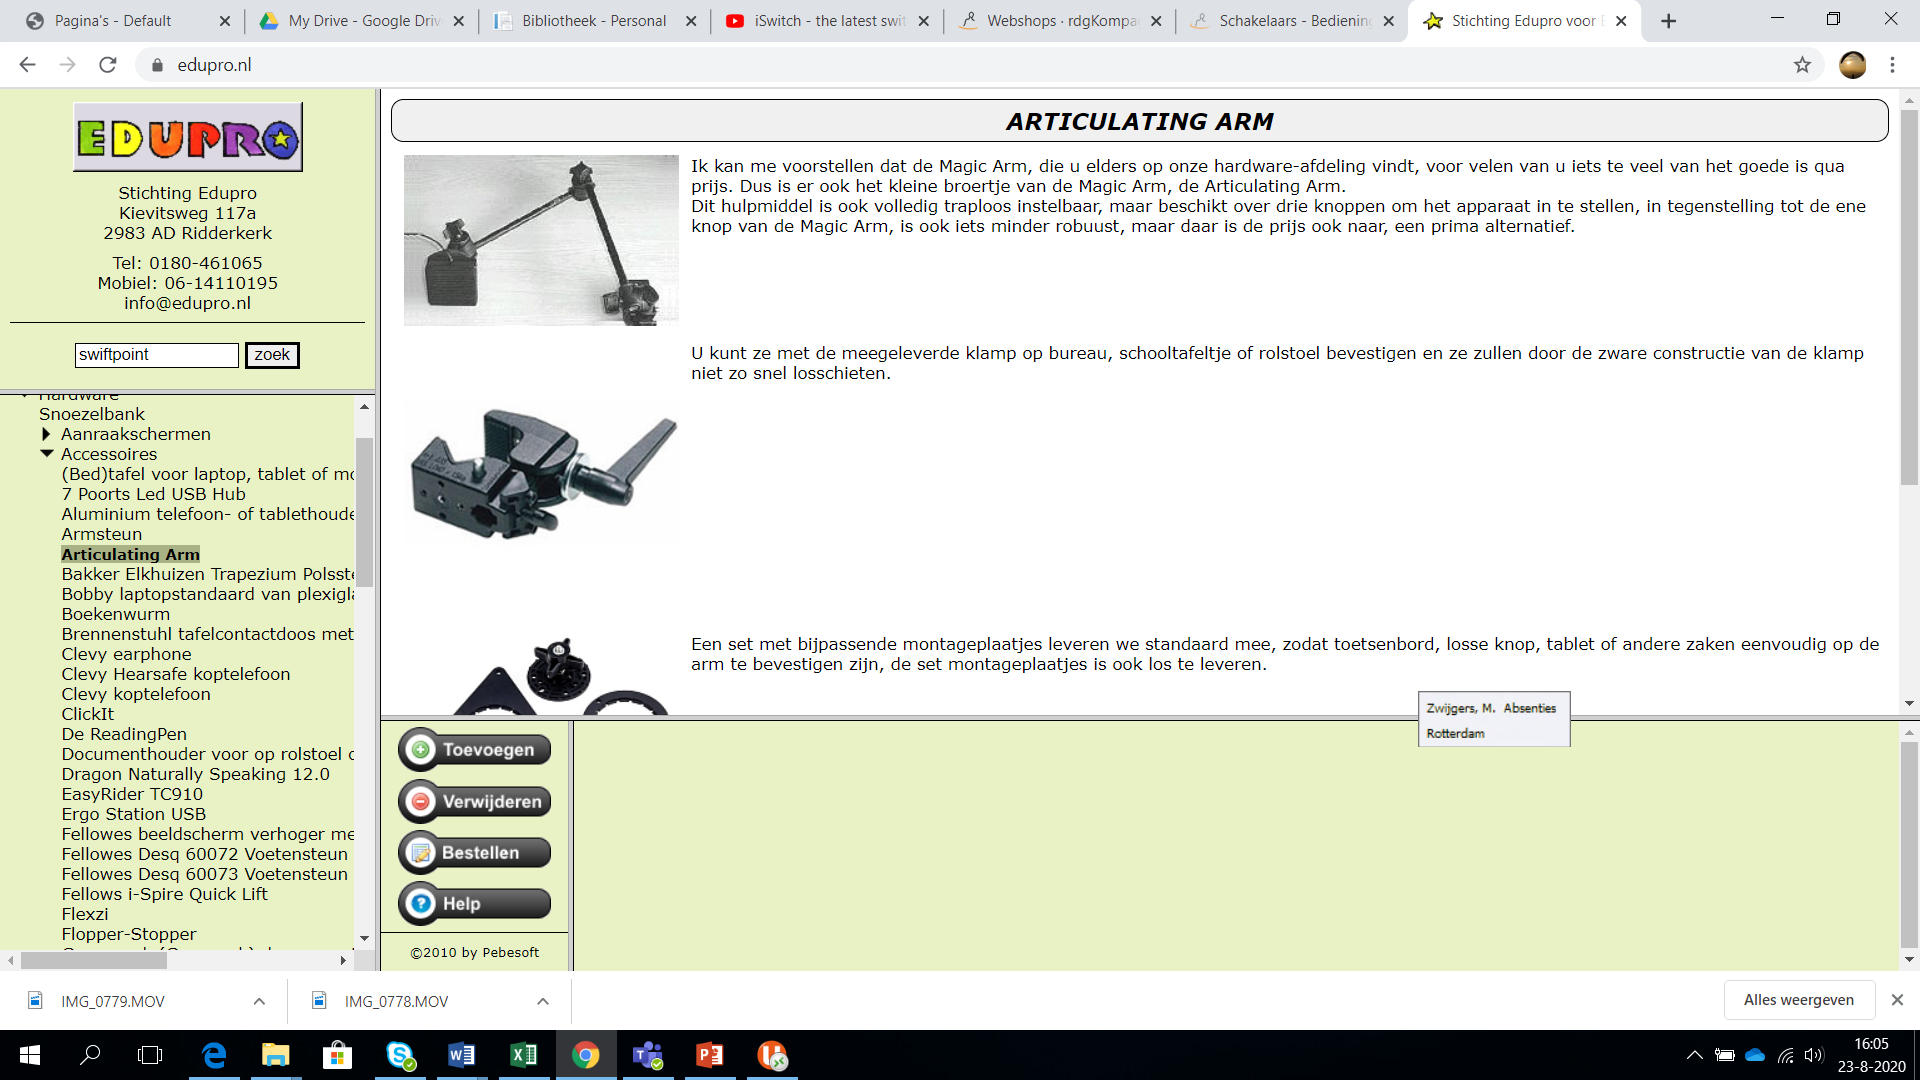 Pagina's - Default
My Drive - Google Driv
Bibliotheek - Personal
iSwitch - the latest swit
Webshops · rdgKompa
Schakelaars - Bediening
Stichting Edupro voor E
edupro.nl
EDUPRO
Stichting Edupro
Kievitsweg 117a
2983 AD Ridderkerk
Tel: 0180-461065
Mobiel: 06-14110195
info@edupro.nl
swiftpoint
zoek
Hardware
Snoezelbank
Aanraakschermen
Accessoires
(Bed)tafel voor laptop, tablet of mo
7 Poorts Led USB Hub
Aluminium telefoon- of tablethoude
Armsteun
Articulating Arm
Bakker Elkhuizen Trapezium Polsste
Bobby laptopstandaard van plexigla
Boekenwurm
Brennenstuhl tafelcontactdoos met
Clevy earphone
Clevy Hearsafe koptelefoon
Clevy koptelefoon
ClickIt
De ReadingPen
Documenthouder voor op rolstoel o
Dragon Naturally Speaking 12.0
EasyRider TC910
Ergo Station USB
Fellowes beeldscherm verhoger me
Fellowes Desq 60072 Voetensteun
Fellowes Desq 60073 Voetensteun
Fellows i-Spire Quick Lift
Flexzi
Flopper-Stopper
ARTICULATING ARM
Ik kan me voorstellen dat de Magic Arm, die u elders op onze hardware-afdeling vindt, voor velen van u iets te veel van het goede is qua
prijs. Dus is er ook het kleine broertje van de Magic Arm, de Articulating Arm.
Dit hulpmiddel is ook volledig traploos instelbaar, maar beschikt over drie knoppen om het apparaat in te stellen, in tegenstelling tot de ene
knop van de Magic Arm, is ook iets minder robuust, maar daar is de prijs ook naar, een prima alternatief.
U kunt ze met de meegeleverde klamp op bureau, schooltafeltje of rolstoel bevestigen en ze zullen door de zware constructie van de klamp
niet zo snel losschieten.
Een set met bijpassende montageplaatjes leveren we standaard mee, zodat toetsenbord, losse knop, tablet of andere zaken eenvoudig op de
arm te bevestigen zijn, de set montageplaatjes is ook los te leveren.
Zwijgers, M. Absenties
Rotterdam
Toevoegen
Verwijderen
Bestellen
Help
©2010 by Pebesoft
IMG_0779.MOV
IMG_0778.MOV
Alles weergeven
16:05
23-8-2020